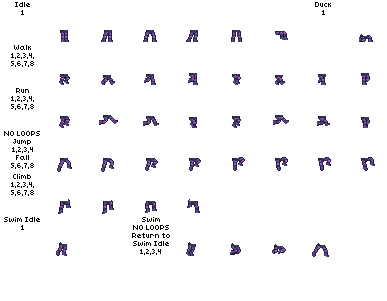 Idle
1
Duck
1
Walk
1,2,3,4,
5,6,7,8
Run
1,2,3,4,
5,6,7,8
NO LOOPS
Jump
1,2,3,4
Fall
5,6,7,8
Climb
1,2,3,4,
5,6,7,8
Swim Idle
1
Swim
NO LOOPS
Return to
Swim Idle
1,2,3,4